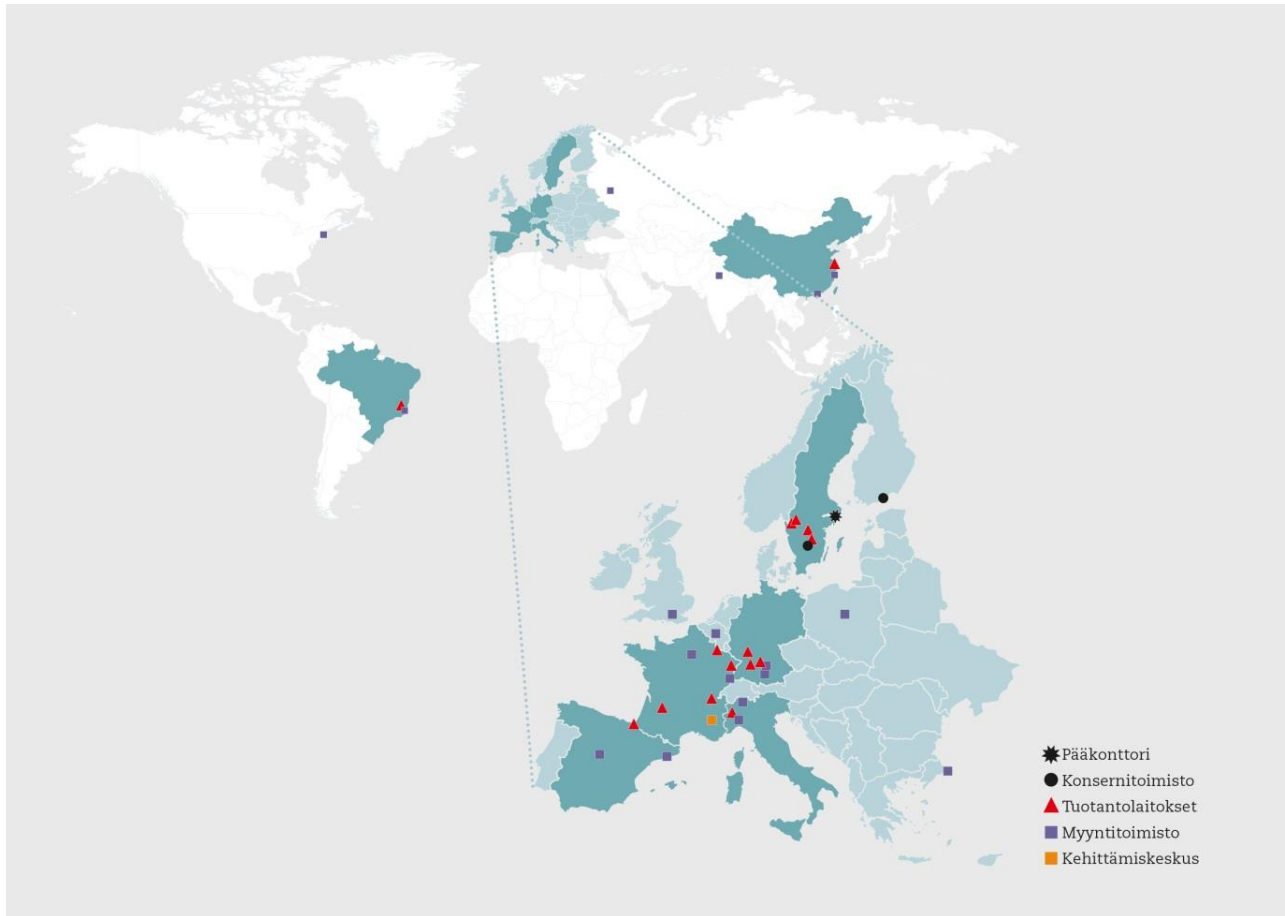 Pääkonttori
Konsernitoimisto
Tuotantolaitokset
Myyntitoimisto
Kehittämiskeskus